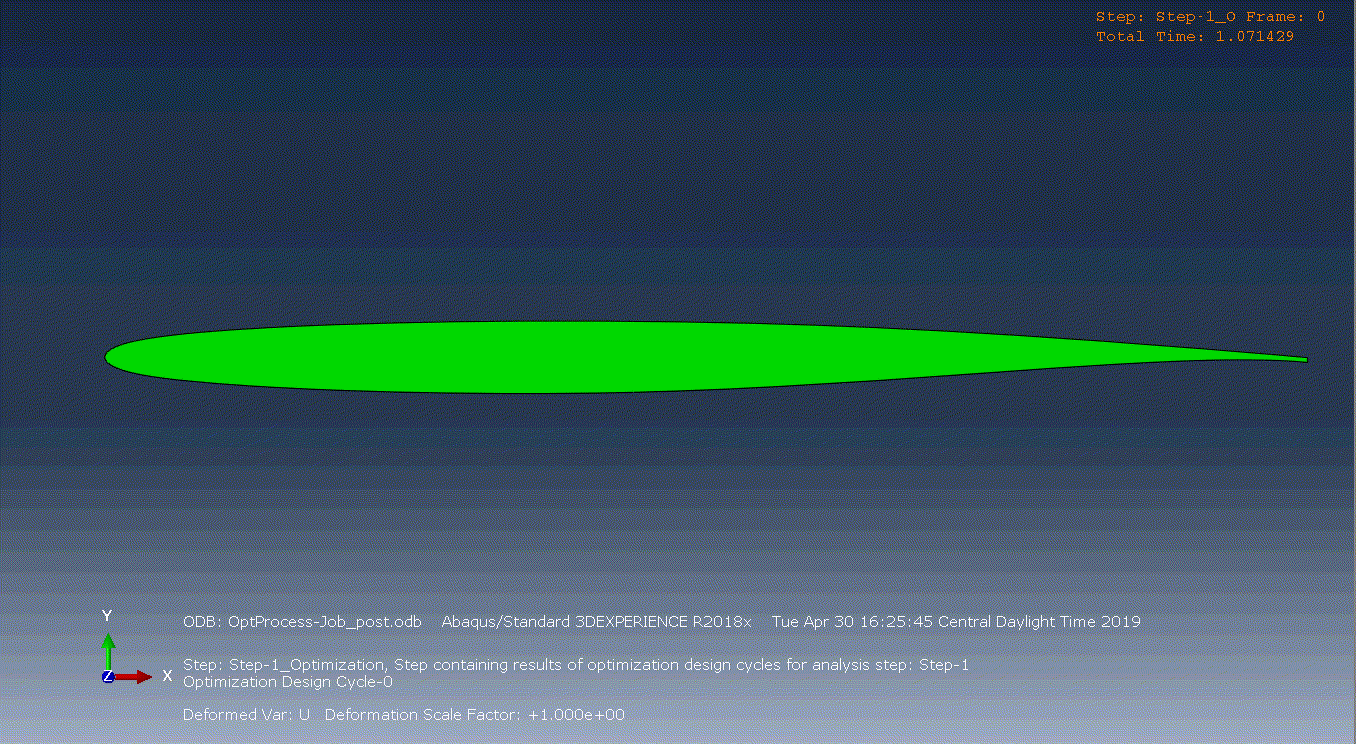 Step: Step-1_O Frame: 0
Total Time: 1.071429
Y
ODB: OptProcess-Job_post.odb    Abaqus/Standard 3DEXPERIENCE R2018x    Tue Apr 30 16:25:45 Central Daylight Time 2019
Step: Step-1_Optimization, Step containing results of optimization design cycles for analysis step: Step-1
Z X
Optimization Design Cycle-0
Deformed Var: U   Deformation Scale Factor: +1.000e+00